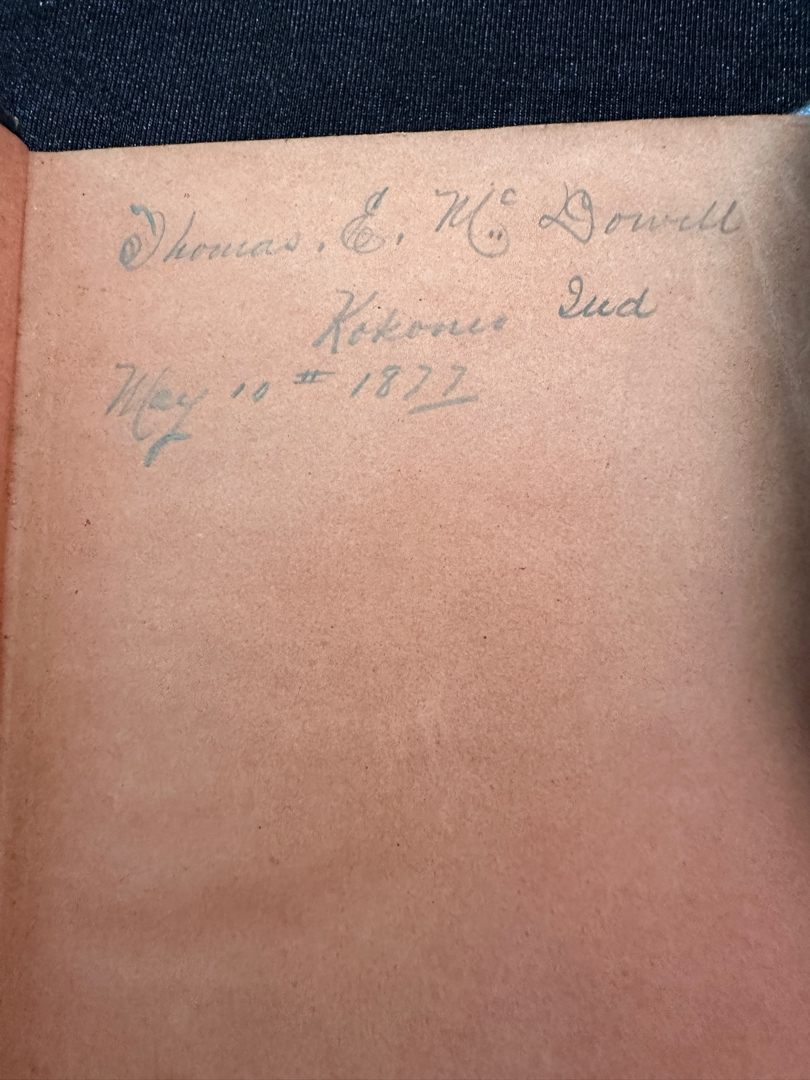 Thomas. E. Mc Dowell
Kokomo Ind
May 10th 1877